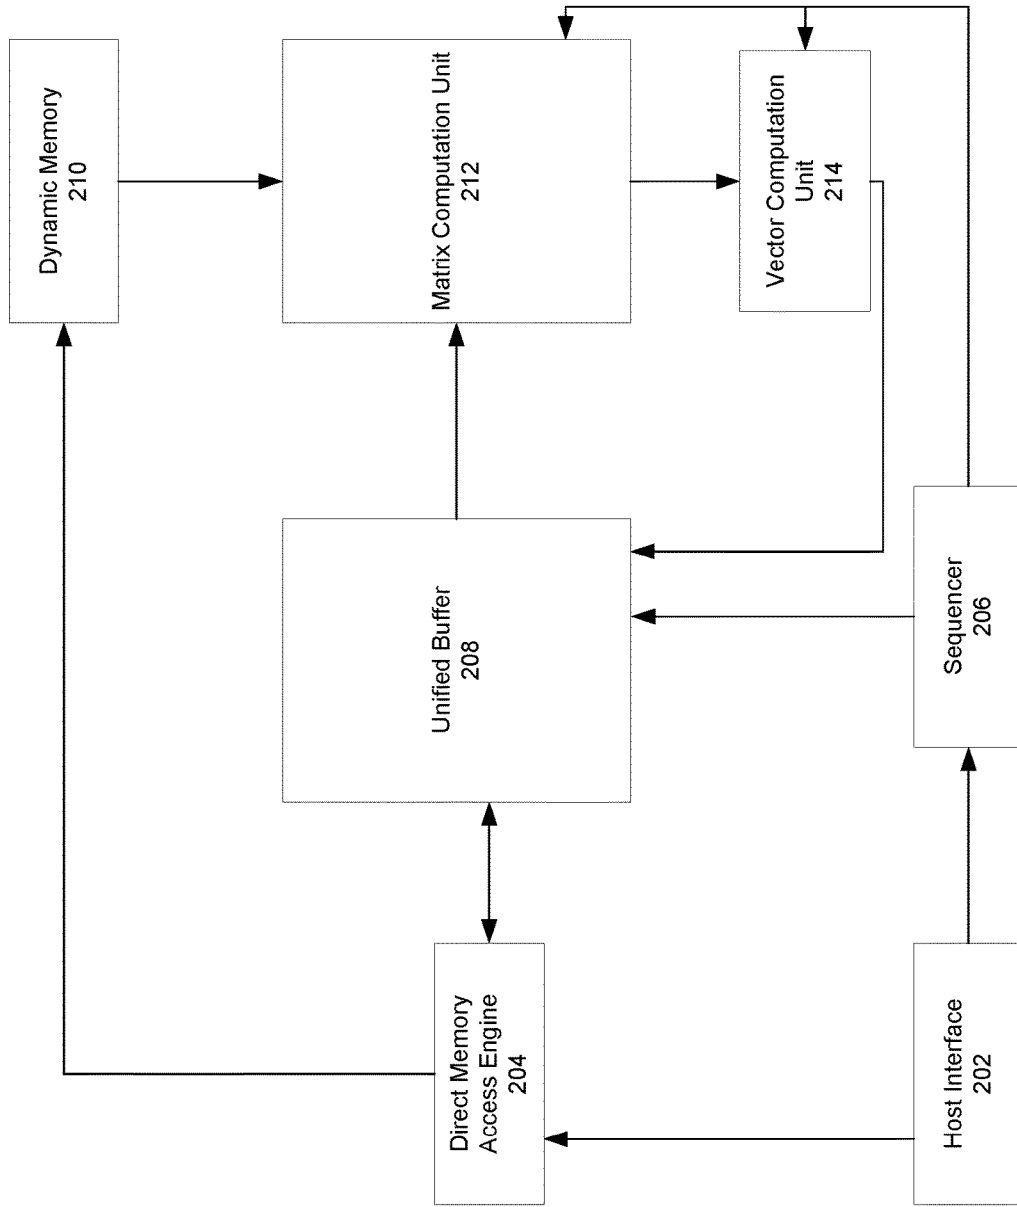 Dynamic Memory
210
Matrix Computation Unit
212
Vector Computation
Unit
214
Unified Buffer
208
Sequencer
206
Direct Memory
Access Engine
204
Host Interface
202